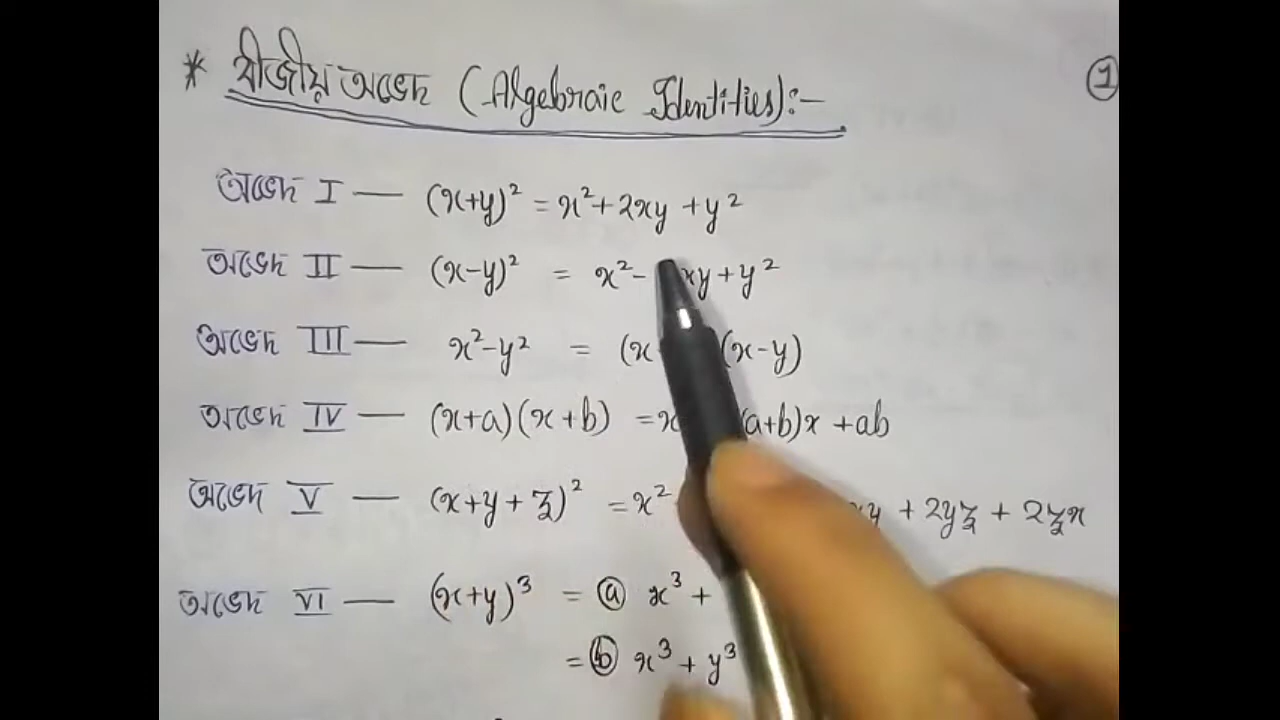 * বীজীয় অভেদ (Algebraic Identities):-
1
অভেদ I — (x+y)² = x² + 2xy + y²
অভেদ II — (x-y)² = x² - xy + y²
অভেদ III — x² - y² = (x (x-y)
অভেদ IV — (x+a)(x+b) = x (a+b)x + ab
অভেদ V — (x+y+z)² = x² xy + 2yz + 2zx
অভেদ VI — (x+y)³ = ⓐ x³ +
= ⓑ x³ + y³